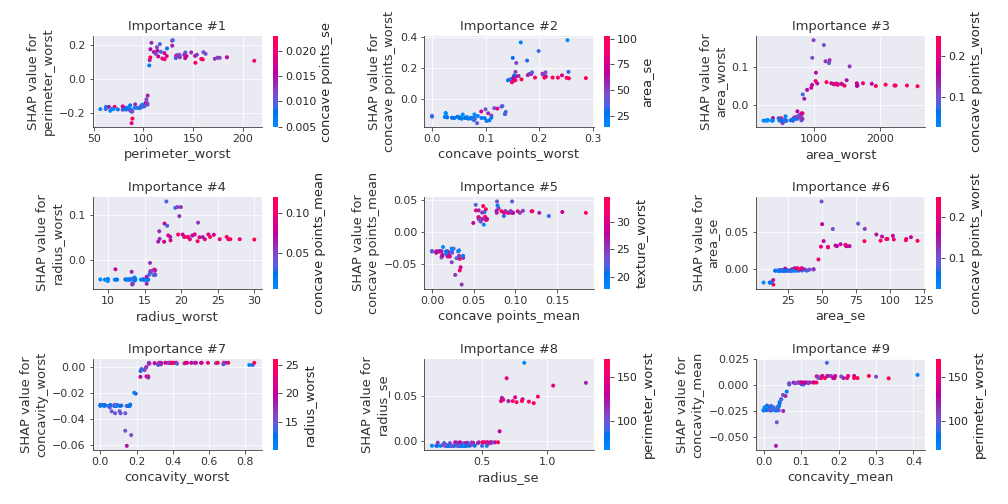 Importance #1
SHAP value for
perimeter_worst
0.2
0.0
−0.2
50
100
150
200
perimeter_worst
0.020
0.015
0.010
0.005
concave points_se
Importance #2
SHAP value for
concave points_worst
0.4
0.2
0.0
0.0
0.1
0.2
0.3
concave points_worst
100
75
50
25
area_se
Importance #3
SHAP value for
area_worst
0.1
0.0
1000
2000
area_worst
0.2
0.1
concave points_worst
Importance #4
SHAP value for
radius_worst
0.1
0.0
10
15
20
25
30
radius_worst
0.10
0.05
concave points_mean
Importance #5
SHAP value for
concave points_mean
0.05
0.00
−0.05
0.00
0.05
0.10
0.15
concave points_mean
30
25
20
texture_worst
Importance #6
SHAP value for
area_se
0.05
0.00
25
50
75
100
125
area_se
0.2
0.1
concave points_worst
Importance #7
SHAP value for
concavity_worst
0.00
−0.02
−0.04
−0.06
0.0
0.2
0.4
0.6
0.8
concavity_worst
25
20
15
radius_worst
Importance #8
SHAP value for
radius_se
0.05
0.00
0.5
1.0
radius_se
150
100
perimeter_worst
Importance #9
SHAP value for
concavity_mean
0.025
0.000
−0.025
−0.050
0.0
0.1
0.2
0.3
0.4
concavity_mean
150
100
perimeter_worst